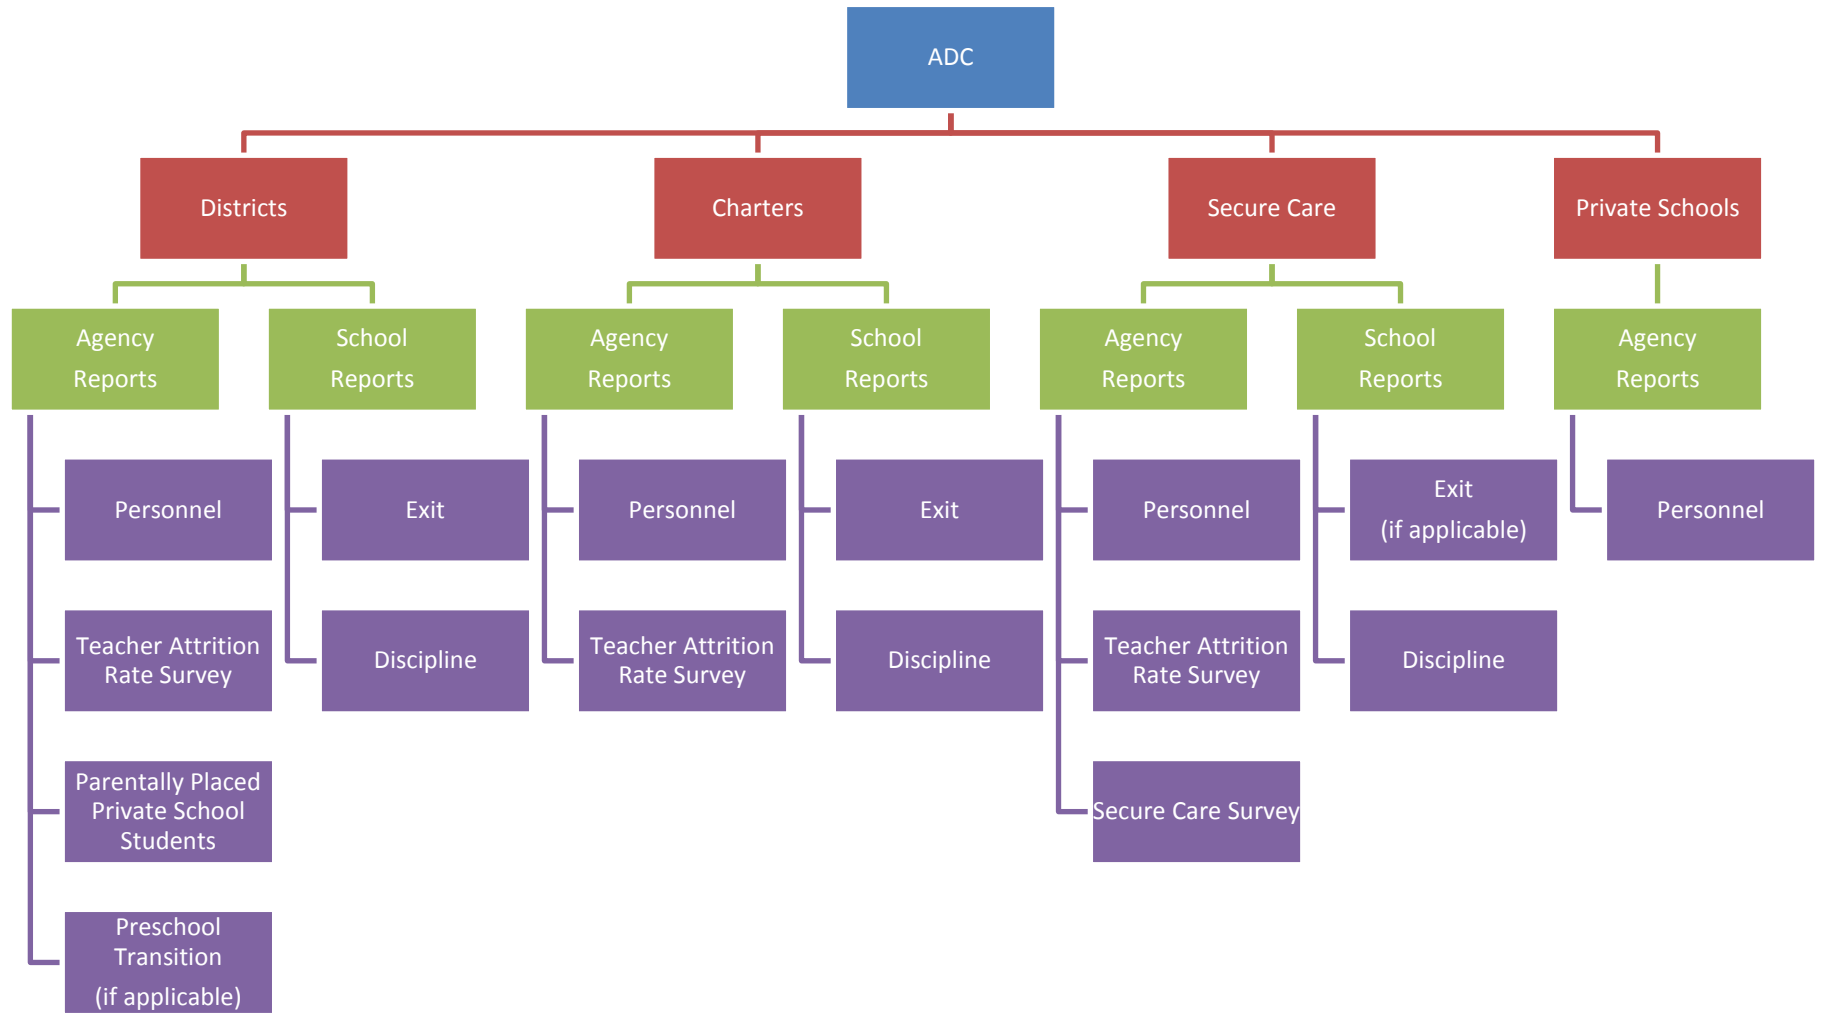 ADC
Districts
Charters
Secure Care
Private Schools
Agency
Reports
School
Reports
Agency
Reports
School
Reports
Agency
Reports
School
Reports
Agency
Reports
Personnel
Exit
Personnel
Exit
Personnel
Exit
(if applicable)
Personnel
Teacher Attrition
Rate Survey
Discipline
Teacher Attrition
Rate Survey
Discipline
Teacher Attrition
Rate Survey
Discipline
Parentally Placed
Private School
Students
Secure Care Survey
Preschool
Transition
(if applicable)